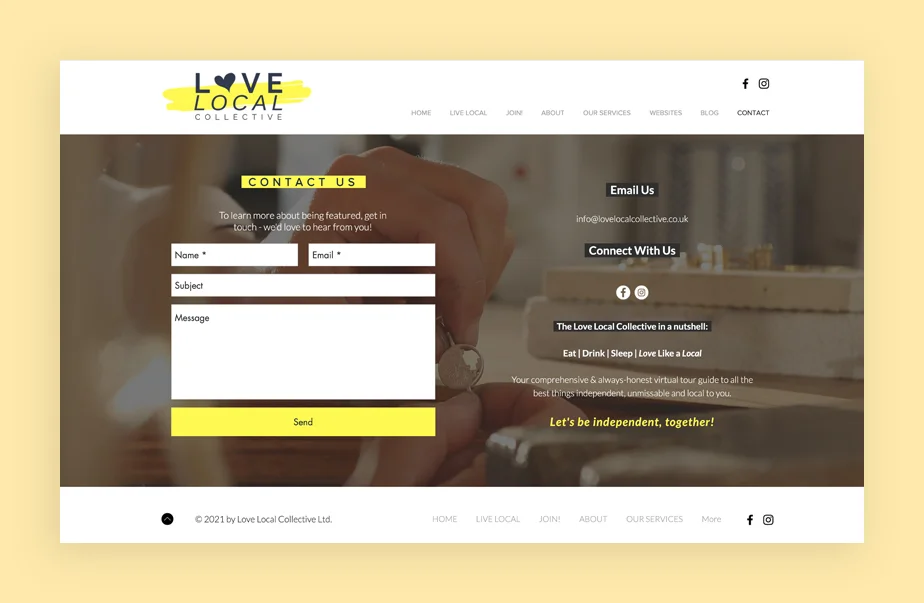 LOVE
LOCAL
COLLECTIVE
HOME LIVE LOCAL JOIN! ABOUT OUR SERVICES WEBSITES BLOG CONTACT
CONTACT US
To learn more about being featured, get in
touch - we'd love to hear from you!
Name * Email *
Subject
Message
Send
Email Us
info@lovelocalcollective.co.uk
Connect With Us
The Love Local Collective in a nutshell:
Eat | Drink | Sleep | Love Like a Local
Your comprehensive & always-honest virtual tour guide to all the
best things independent, unmissable and local to you.
Let's be independent, together!
© 2021 by Love Local Collective Ltd. HOME LIVE LOCAL JOIN! ABOUT OUR SERVICES More